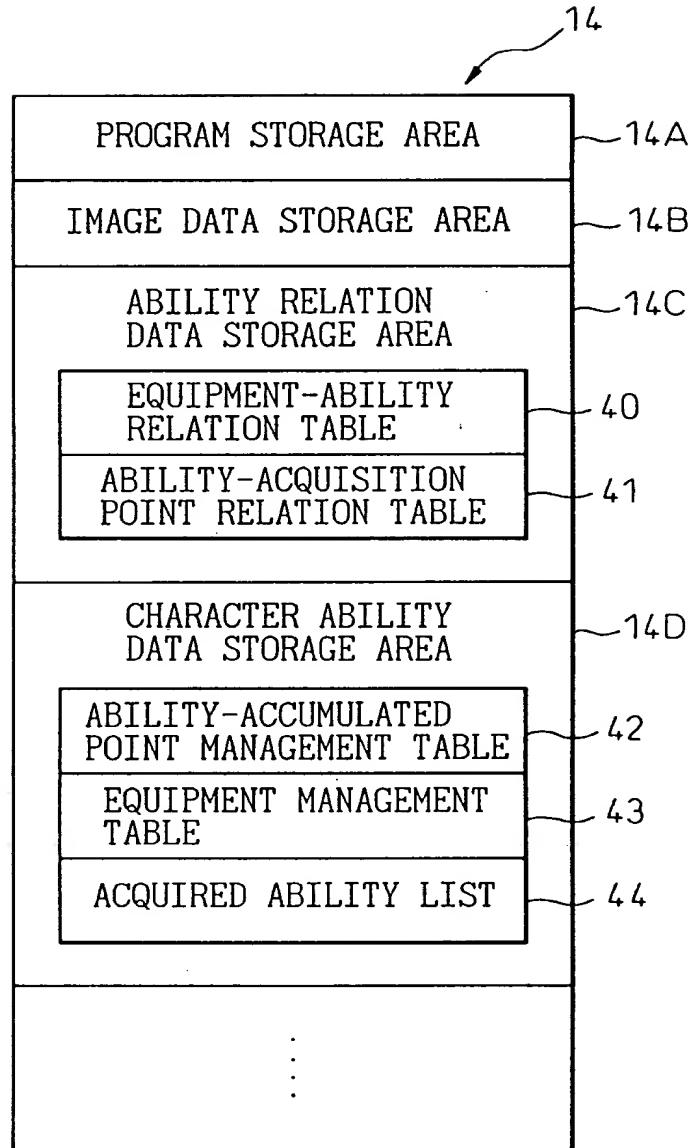 14
PROGRAM STORAGE AREA 14A
IMAGE DATA STORAGE AREA 14B
ABILITY RELATION 14C
DATA STORAGE AREA
EQUIPMENT-ABILITY 40
RELATION TABLE
ABILITY-ACQUISITION 41
POINT RELATION TABLE
CHARACTER ABILITY 14D
DATA STORAGE AREA
ABILITY-ACCUMULATED 42
POINT MANAGEMENT TABLE
EQUIPMENT MANAGEMENT 43
TABLE
ACQUIRED ABILITY LIST 44